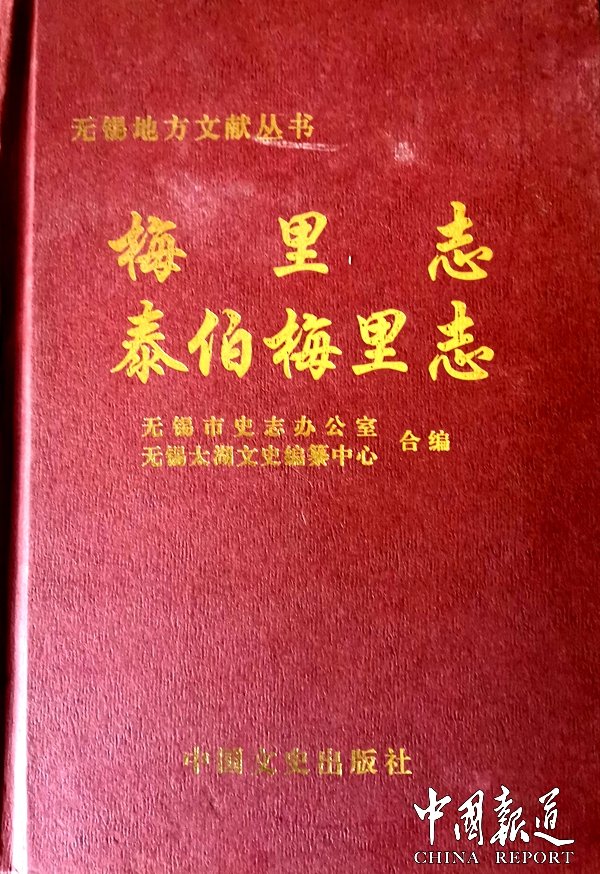 无锡地方文献丛书
梅里志
泰伯梅里志
无锡市史志办公室
无锡太湖文史编纂中心
合编
中国文史出版社
中國報道
CHINA REPORT